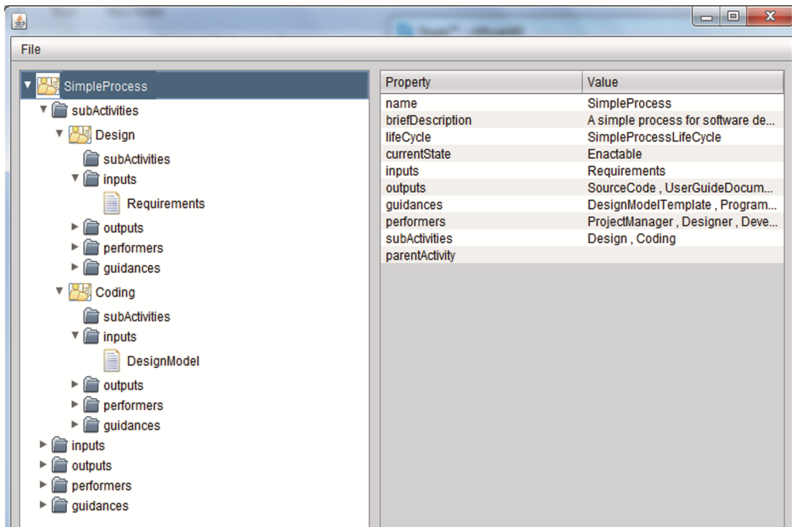 File
SimpleProcess
subActivities
Design
subActivities
inputs
Requirements
outputs
performers
guidances
Coding
subActivities
inputs
DesignModel
outputs
performers
guidances
inputs
outputs
performers
guidances
Property Value
name SimpleProcess
briefDescription A simple process for software de...
lifeCycle SimpleProcessLifeCycle
currentState Enactable
inputs Requirements
outputs SourceCode , UserGuideDocum...
guidances DesignModelTemplate , Program...
performers ProjectManager , Designer , Deve...
subActivities Design , Coding
parentActivity